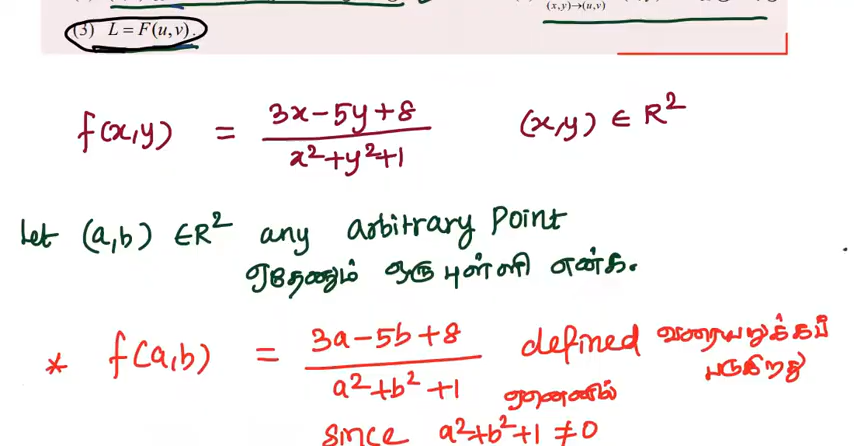 (x,y)→(u,v)
(3) L = F(u,v).
f(x,y) = (3x-5y+8)/(x²+y²+1) (x,y) ∈ R²
Let (a,b) ∈R² any arbitrary point
ஏதேனும் ஒரு புள்ளி என்க.
* f(a,b) = (3a-5b+8)/(a²+b²+1) defined வரையறுக்கப்
படுகிறது
ஏனெனில்
since a²+b²+1 ≠ 0